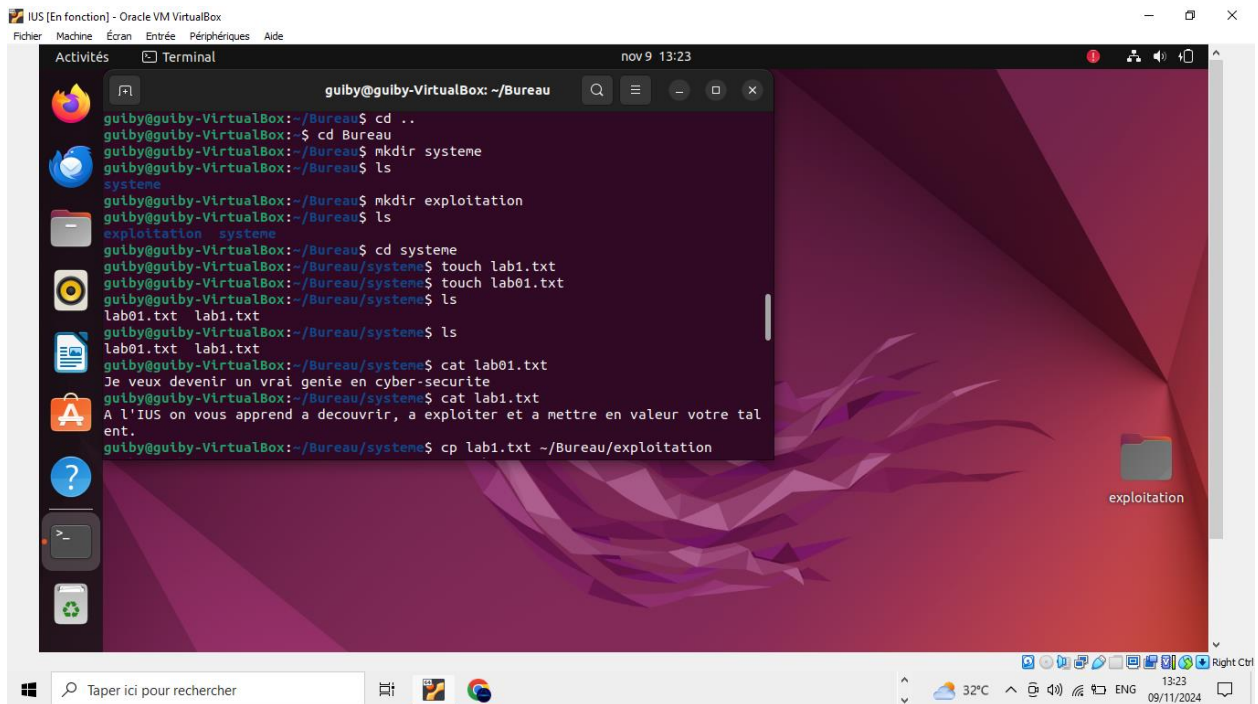 IUS [En fonction] - Oracle VM VirtualBox
Fichier Machine Écran Entrée Périphériques Aide
Activités Terminal nov 9 13:23
guiby@guiby-VirtualBox: ~/Bureau
guiby@guiby-VirtualBox:~/Bureau$ cd ..
guiby@guiby-VirtualBox:~$ cd Bureau
guiby@guiby-VirtualBox:~/Bureau$ mkdir systeme
guiby@guiby-VirtualBox:~/Bureau$ ls
systeme
guiby@guiby-VirtualBox:~/Bureau$ mkdir exploitation
guiby@guiby-VirtualBox:~/Bureau$ ls
exploitation systeme
guiby@guiby-VirtualBox:~/Bureau$ cd systeme
guiby@guiby-VirtualBox:~/Bureau/systeme$ touch lab1.txt
guiby@guiby-VirtualBox:~/Bureau/systeme$ touch lab01.txt
guiby@guiby-VirtualBox:~/Bureau/systeme$ ls
lab01.txt lab1.txt
guiby@guiby-VirtualBox:~/Bureau/systeme$ ls
lab01.txt lab1.txt
guiby@guiby-VirtualBox:~/Bureau/systeme$ cat lab01.txt
Je veux devenir un vrai genie en cyber-securite
guiby@guiby-VirtualBox:~/Bureau/systeme$ cat lab1.txt
A l'IUS on vous apprend a decouvrir, a exploiter et a mettre en valeur votre tal
ent.
guiby@guiby-VirtualBox:~/Bureau/systeme$ cp lab1.txt ~/Bureau/exploitation
exploitation
Right Ctrl
Taper ici pour rechercher
32°C ENG 13:23
09/11/2024